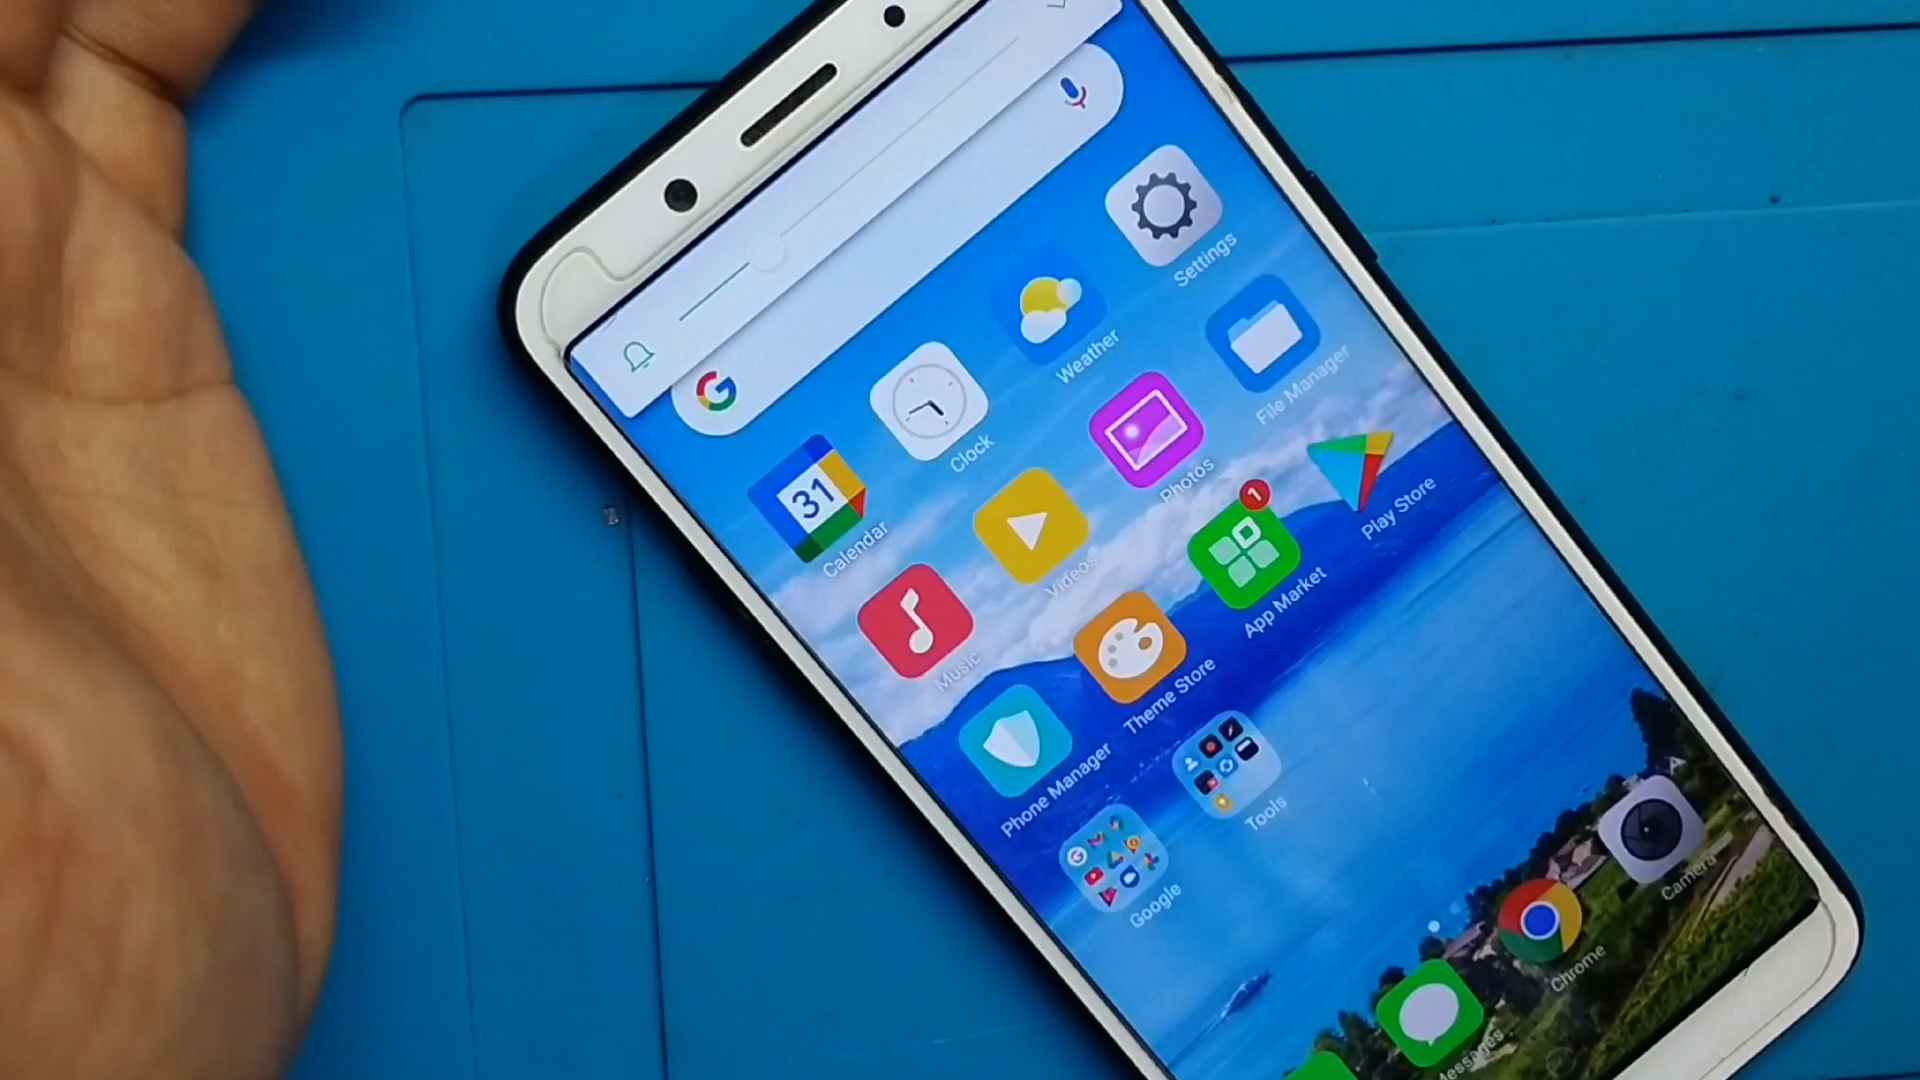 31
Calendar
Clock
Weather
Settings
Music
Videos
Photos
File Manager
Phone Manager
Theme Store
1
App Market
Play Store
Google
Tools
Messages
Chrome
Camera